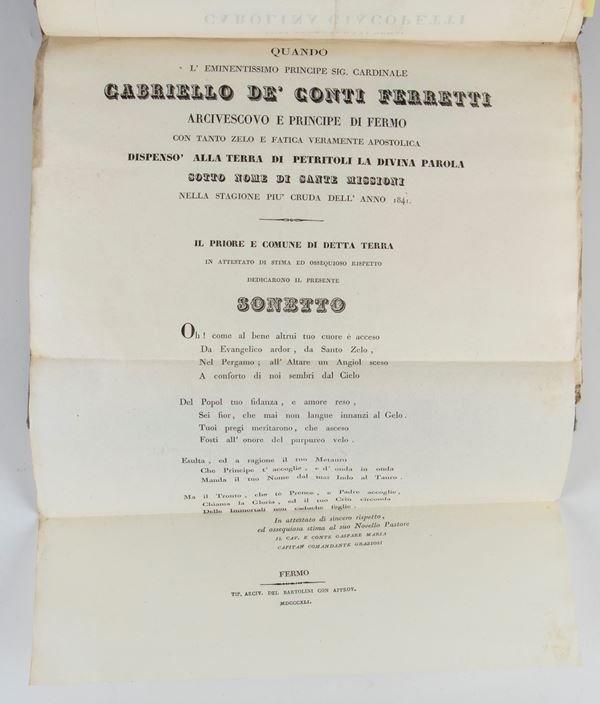 CAROLINA GIACOPETTI
QUANDO
L' EMINENTISSIMO PRINCIPE SIG. CARDINALE
GABRIELLO DE' CONTI FERRETTI
ARCIVESCOVO E PRINCIPE DI FERMO
CON TANTO ZELO E FATICA VERAMENTE APOSTOLICA
DISPENSO' ALLA TERRA DI PETRITOLI LA DIVINA PAROLA
SOTTO NOME DI SANTE MISSIONI
NELLA STAGIONE PIU' CRUDA DELL' ANNO 1841.
IL PRIORE E COMUNE DI DETTA TERRA
IN ATTESTATO DI STIMA ED OSSEQUIOSO RISPETTO
DEDICARONO IL PRESENTE
SONETTO
Oh! come al bene altrui tuo cuore è acceso
Da Evangelico ardor, da Santo Zelo,
Nel Pergamo; all' Altare un Angiol sceso
A conforto di noi sembri dal Cielo
Del Popol tuo fidanza, e amore reso,
Sei fior, che mai non langue innanzi al Gelo.
Tuoi pregi meritarono, che asceso
Fosti all' onore del purpureo velo.
Esulta, ed a ragione il tuo Metauro
Che Principe t' accoglie, e d' onda in onda
Manda il tuo Nome dal mar Indo al Tauro.
Ma il Tronto, che te Prence, e Padre accoglie,
Chiama la Gloria, ed il tuo Crin circonda
Delle Immortali non caduche foglie.
In attestato di sincero rispetto,
ed ossequiosa stima al suo Novello Pastore
IL CAV. E CONTE GASPARE MARIA
CAPITAN COMANDANTE GRAZIOSI
FERMO
TIP. ARCIV. DEL BARTOLINI CON APPROV.
MDCCCXLI.